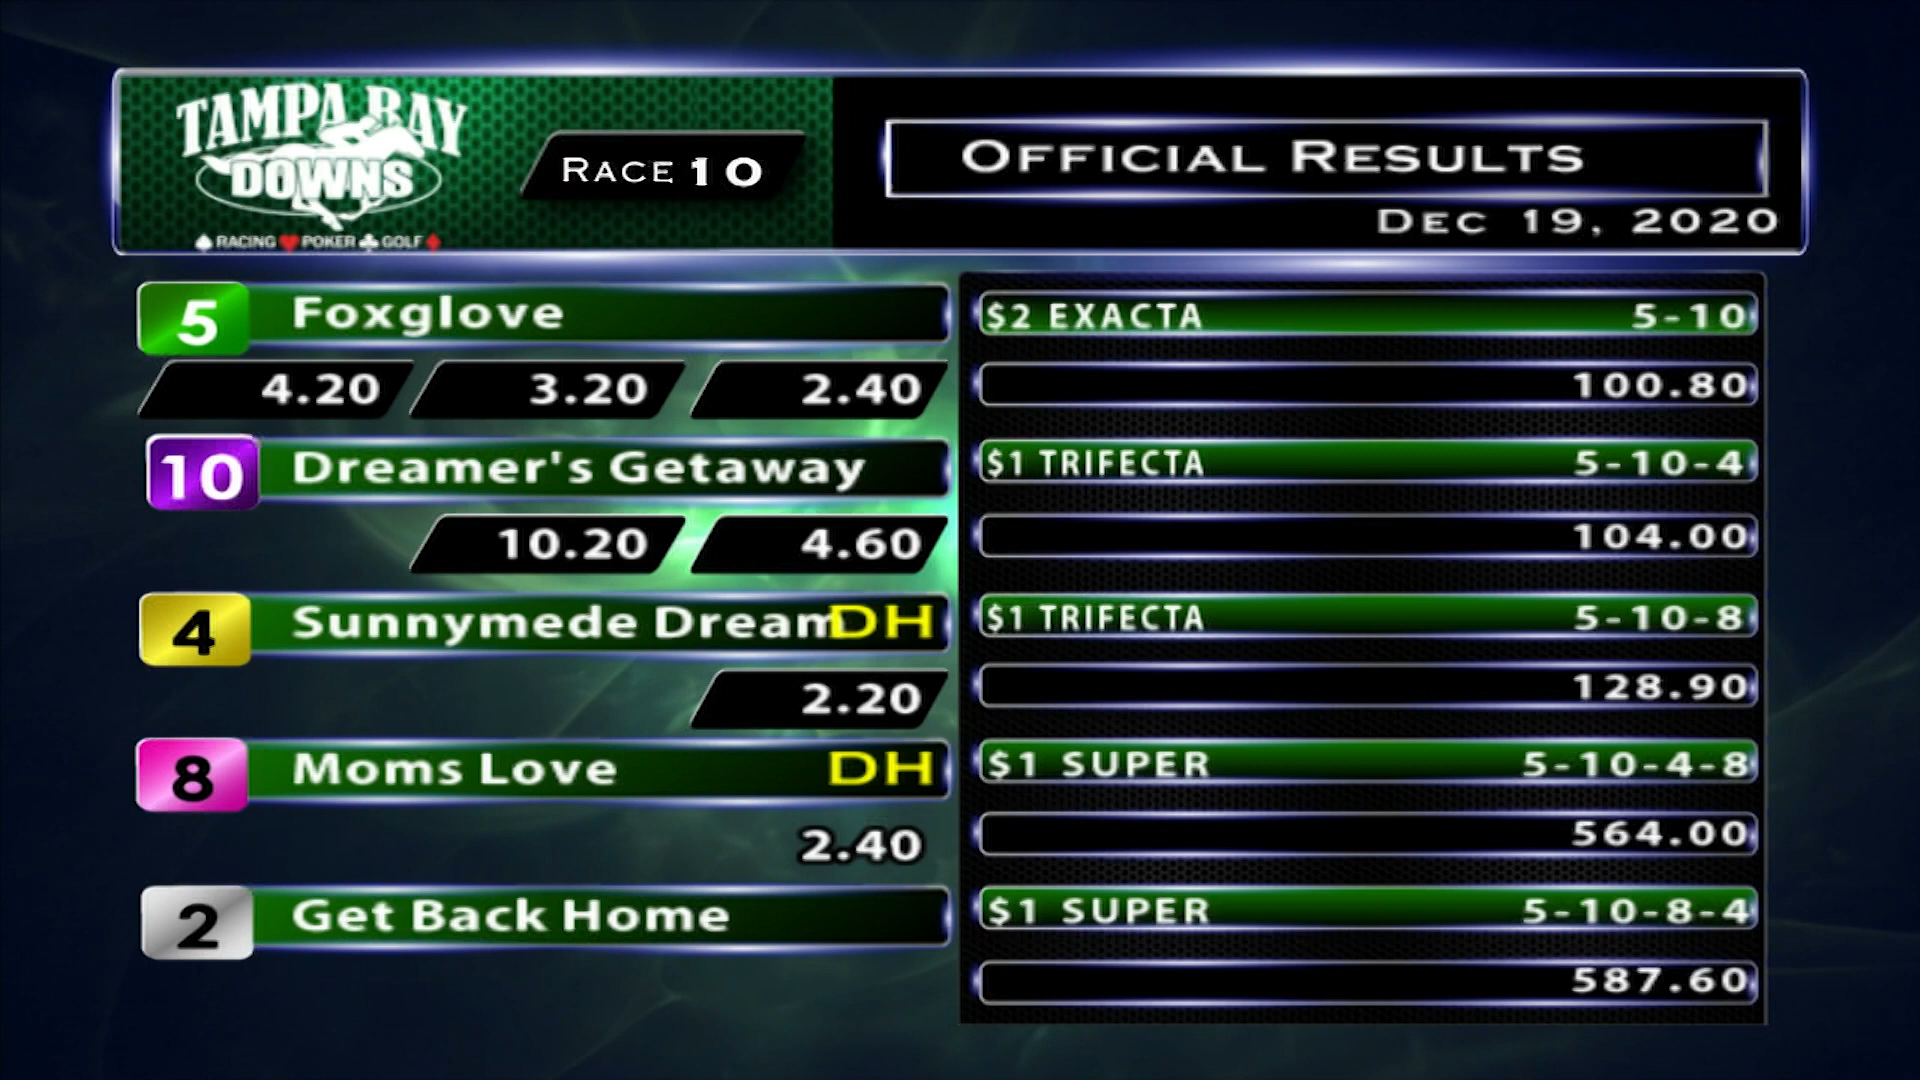 TAMPA BAY
DOWNS
RACING POKER GOLF
RACE 10
OFFICIAL RESULTS
DEC 19, 2020
5 Foxglove
4.20 3.20 2.40
10 Dreamer's Getaway
10.20 4.60
4 Sunnymede Dream DH
2.20
8 Moms Love DH
2.40
2 Get Back Home
$2 EXACTA 5-10
100.80
$1 TRIFECTA 5-10-4
104.00
$1 TRIFECTA 5-10-8
128.90
$1 SUPER 5-10-4-8
564.00
$1 SUPER 5-10-8-4
587.60